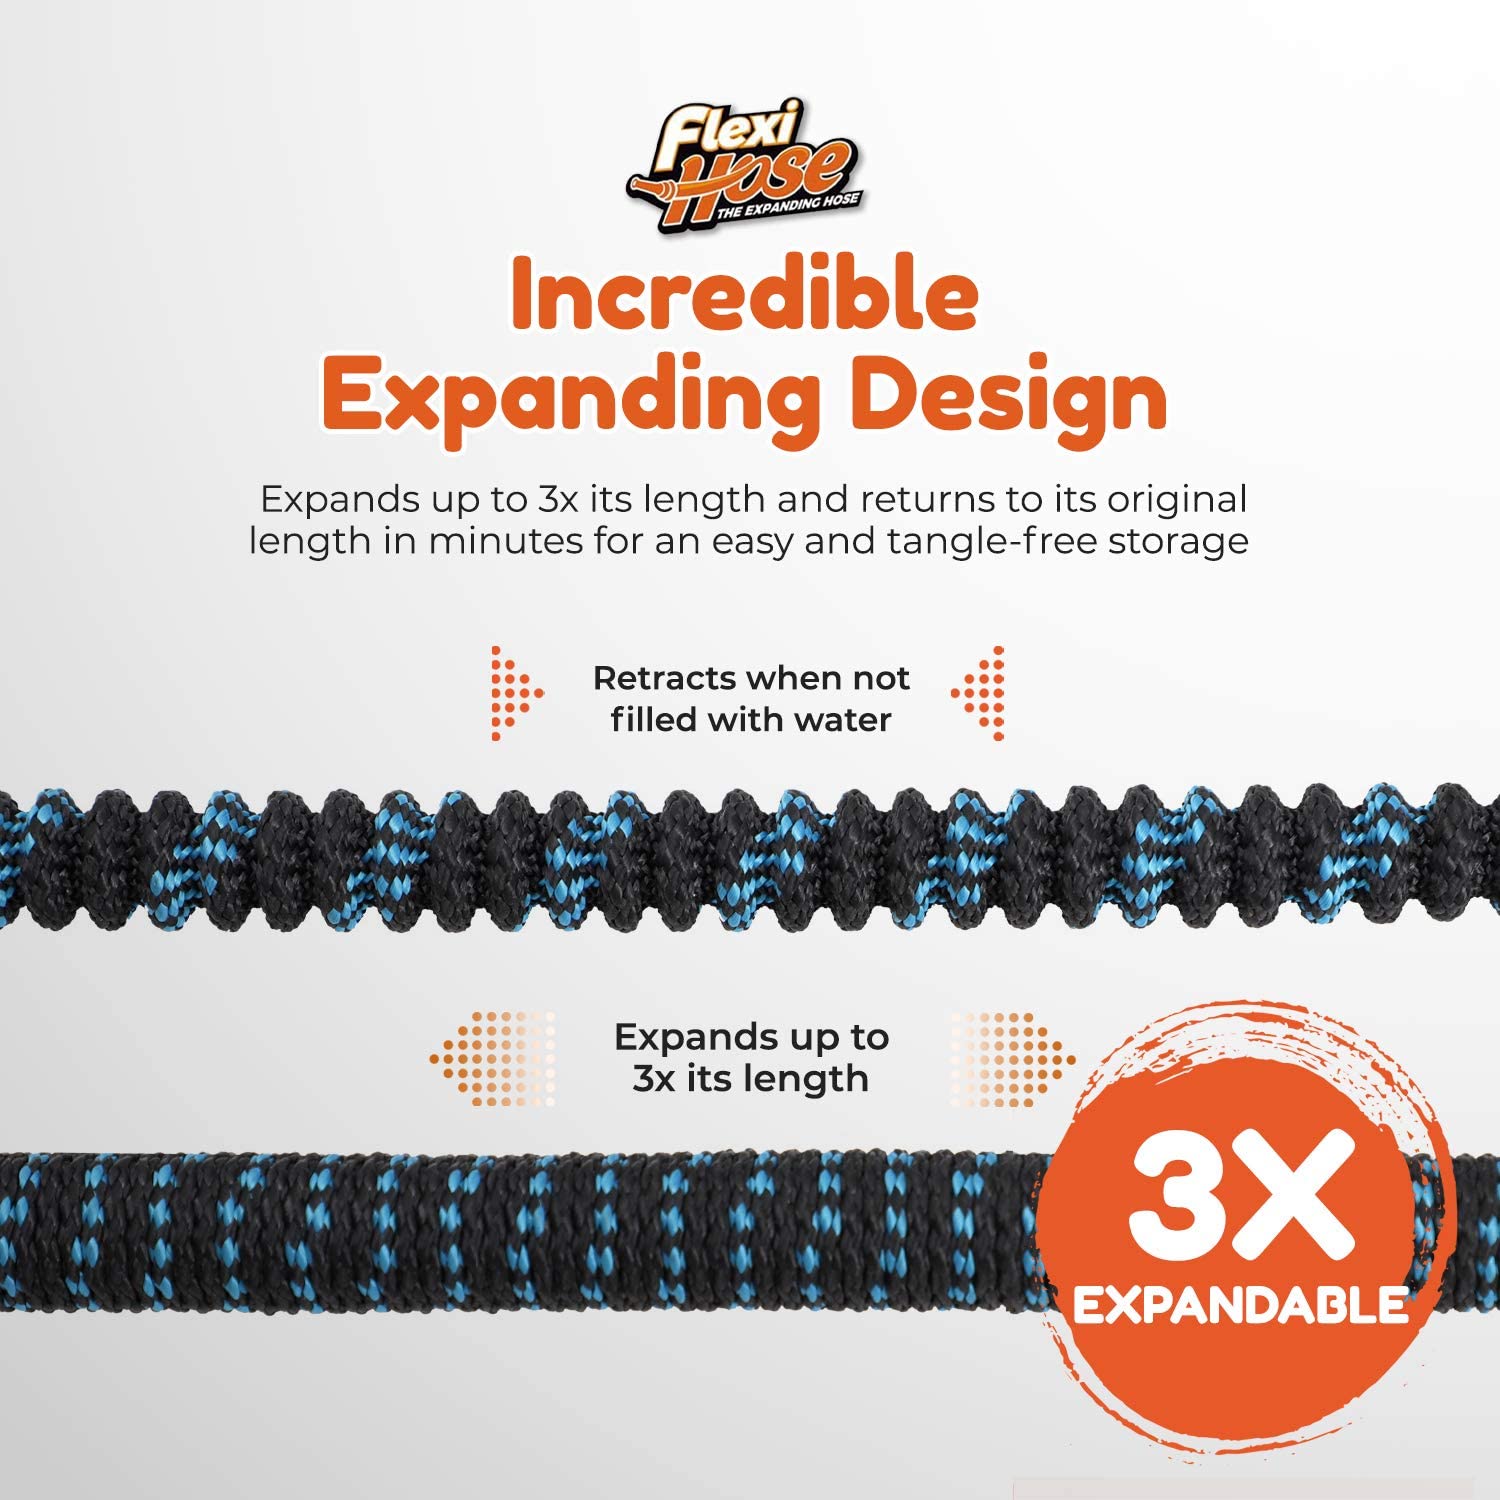 Flexi
Hose
THE EXPANDING HOSE
Incredible
Expanding Design
Expands up to 3x its length and returns to its original
length in minutes for an easy and tangle-free storage
Retracts when not
filled with water
Expands up to
3x its length
3X
EXPANDABLE